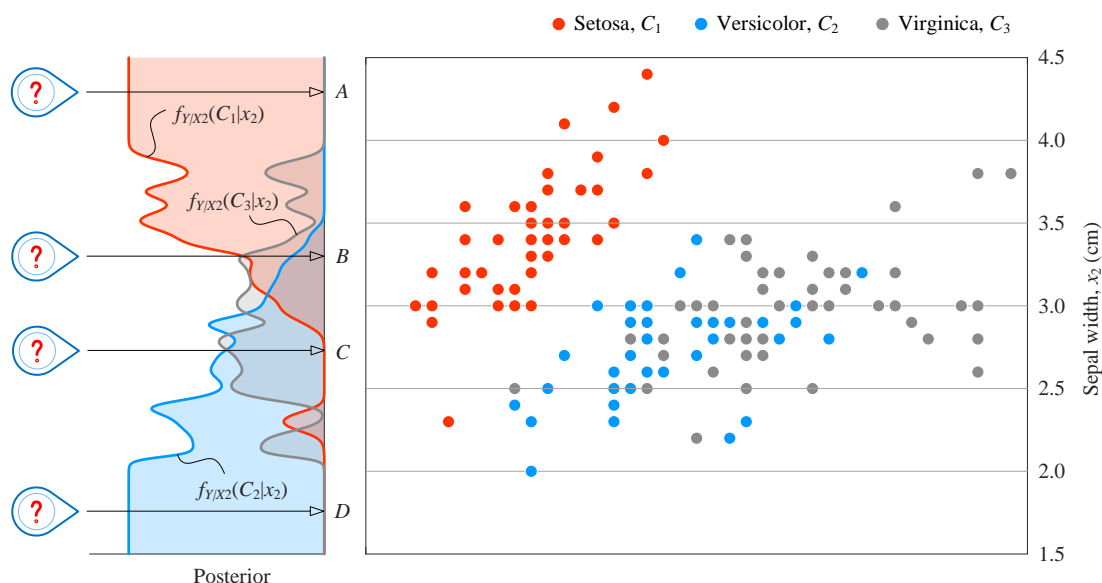 Setosa, C1 Versicolor, C2 Virginica, C3
4.5
? A
fY/X2(C1|x2)
4.0
fY/X2(C3|x2)
3.5
? B
3.0
? C
Sepal width, x2 (cm)
2.5
fY/X2(C2|x2)
2.0
? D
1.5
Posterior